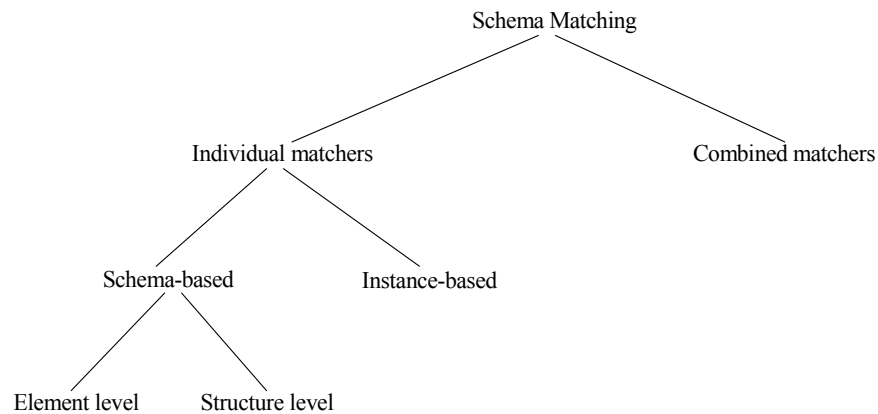 Schema Matching
Individual matchers
Combined matchers
Schema-based
Instance-based
Element level
Structure level